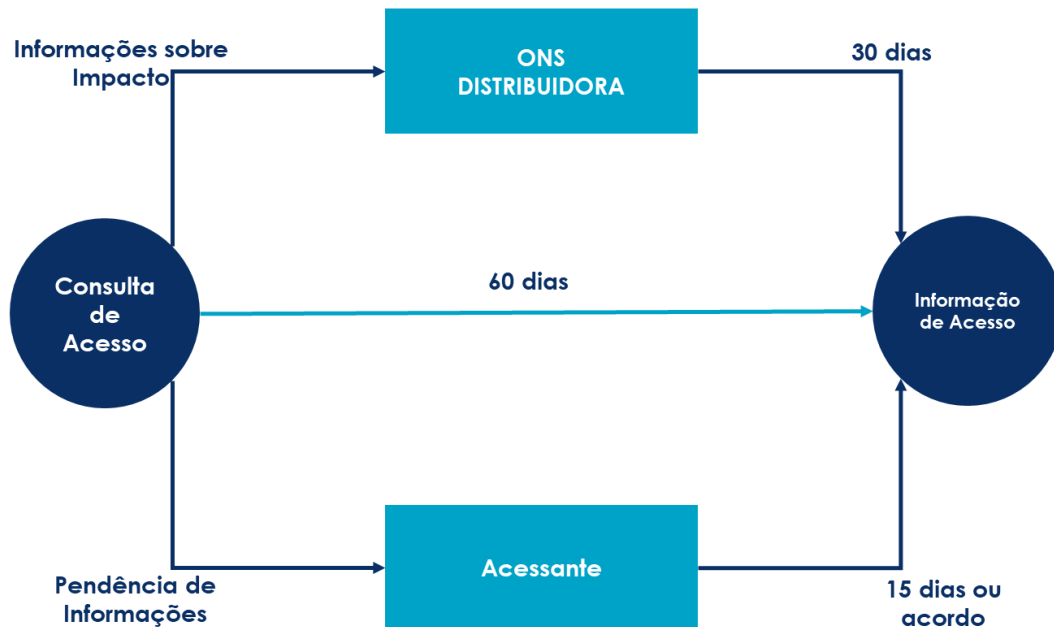 Informações sobre
Impacto
ONS
DISTRIBUIDORA
30 dias
Consulta
de
Acesso
60 dias
Informação
de Acesso
Pendência de
Informações
Acessante
15 dias ou
acordo